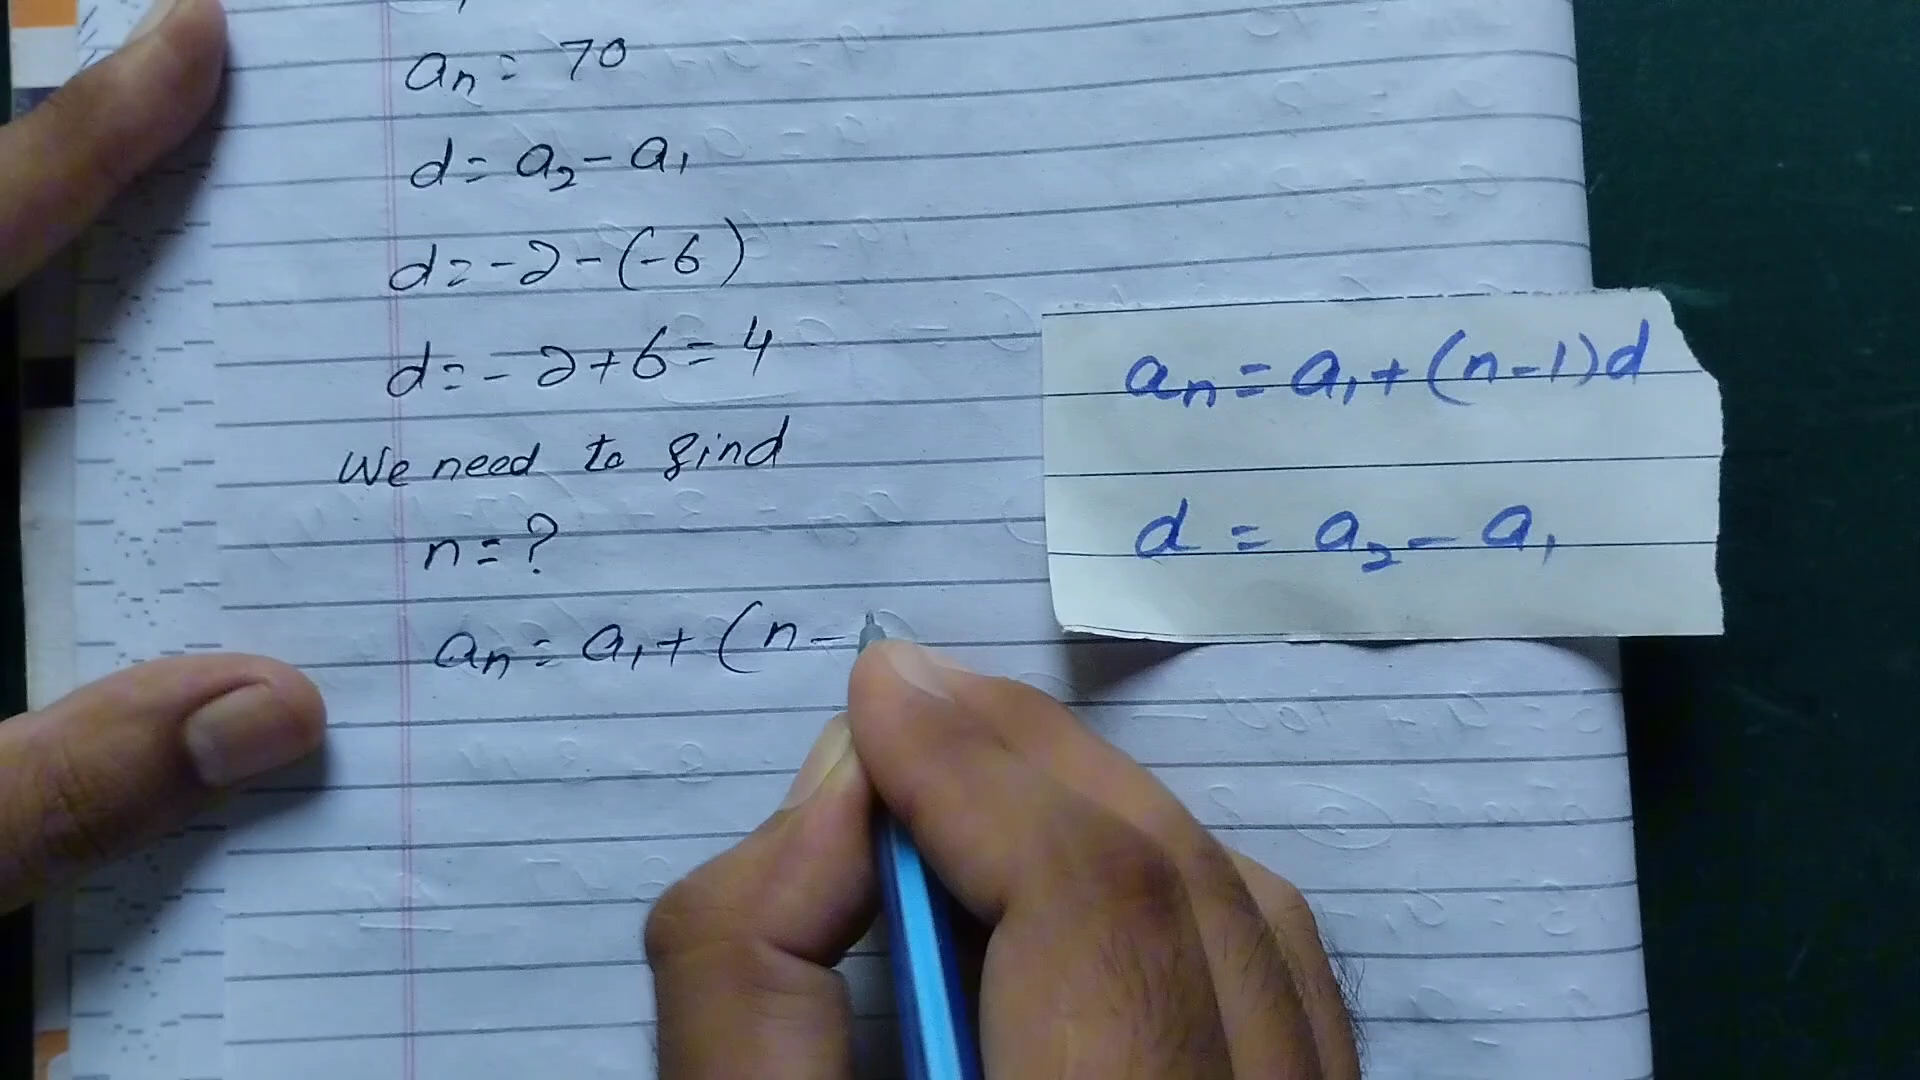 an = 70
d = a2 - a1
d = -2 - (-6)
d = -2 + 6 = 4
We need to find
n = ?
an = a1 + (n -
an = a1 + (n-1)d
d = a2 - a1